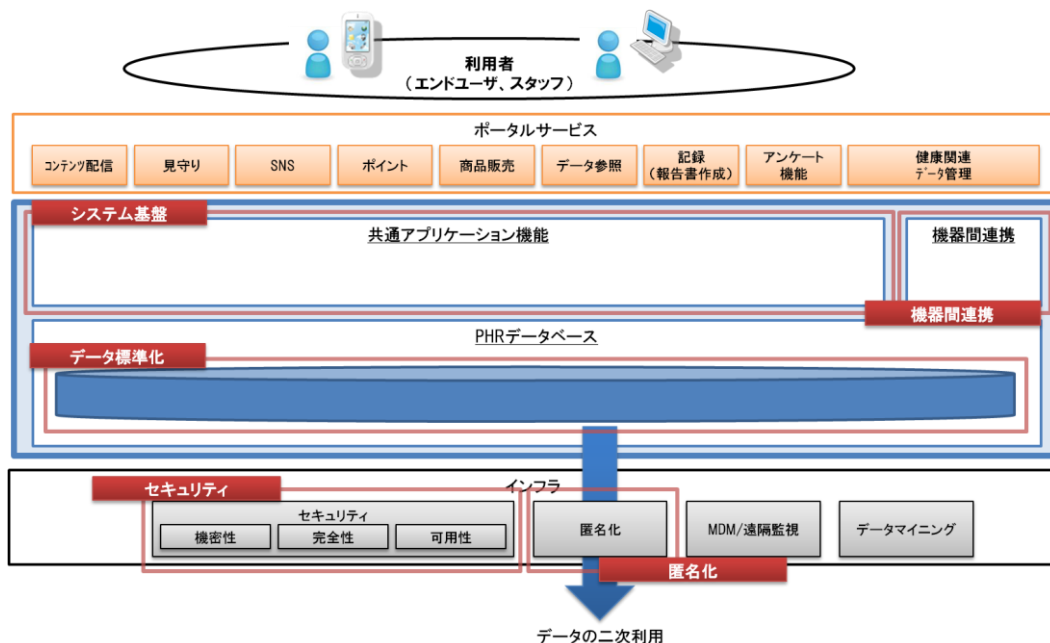 利用者
（エンドユーザ、スタッフ）
ポータルサービス
ｺﾝﾃﾝﾂ配信
見守り
SNS
ポイント
商品販売
データ参照
記録
（報告書作成）
アンケート
機能
健康関連
ﾃﾞｰﾀ管理
システム基盤
共通アプリケーション機能
機器間連携
機器間連携
PHRデータベース
データ標準化
インフラ
セキュリティ
セキュリティ
機密性
完全性
可用性
匿名化
MDM/遠隔監視
データマイニング
匿名化
データの二次利用